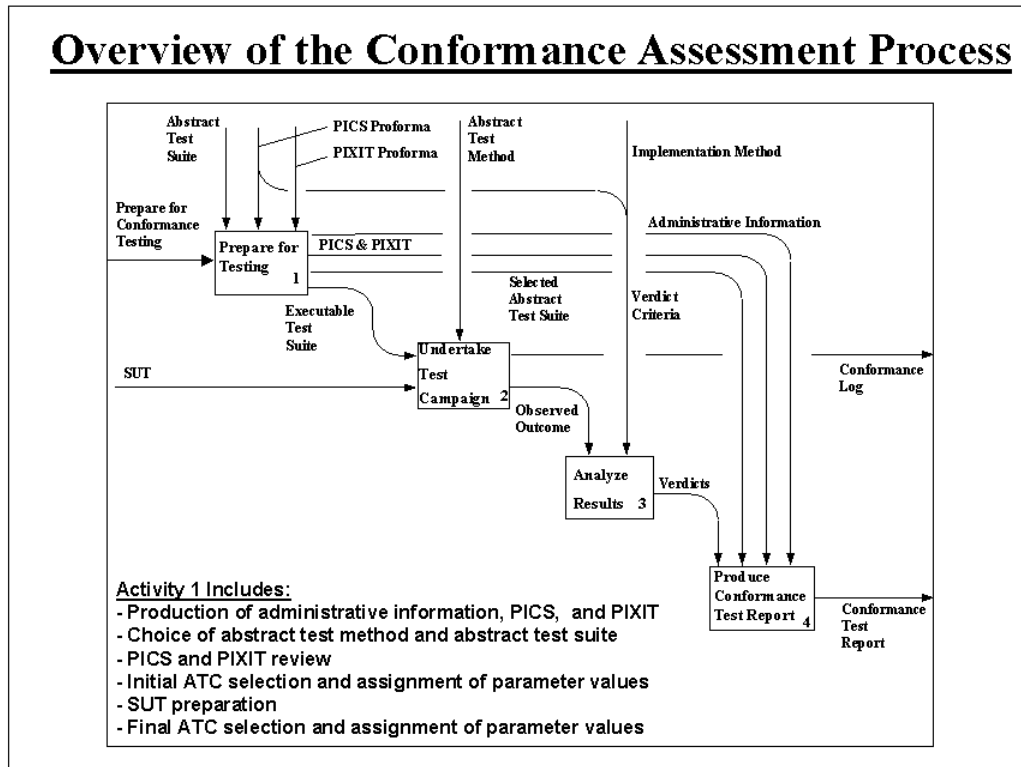 Overview of the Conformance Assessment Process
Abstract
Test
Suite
PICS Proforma
PIXIT Proforma
Abstract
Test
Method
Implementation Method
Prepare for
Conformance
Testing
Administrative Information
Prepare for
Testing
1
PICS & PIXIT
Executable
Test
Suite
Selected
Abstract
Test Suite
Verdict
Criteria
SUT
Undertake
Test
Campaign 2
Conformance
Log
Observed
Outcome
Analyze
Results 3
Verdicts
Produce
Conformance
Test Report 4
Conformance
Test
Report
Activity 1 Includes:
- Production of administrative information, PICS, and PIXIT
- Choice of abstract test method and abstract test suite
- PICS and PIXIT review
- Initial ATC selection and assignment of parameter values
- SUT preparation
- Final ATC selection and assignment of parameter values